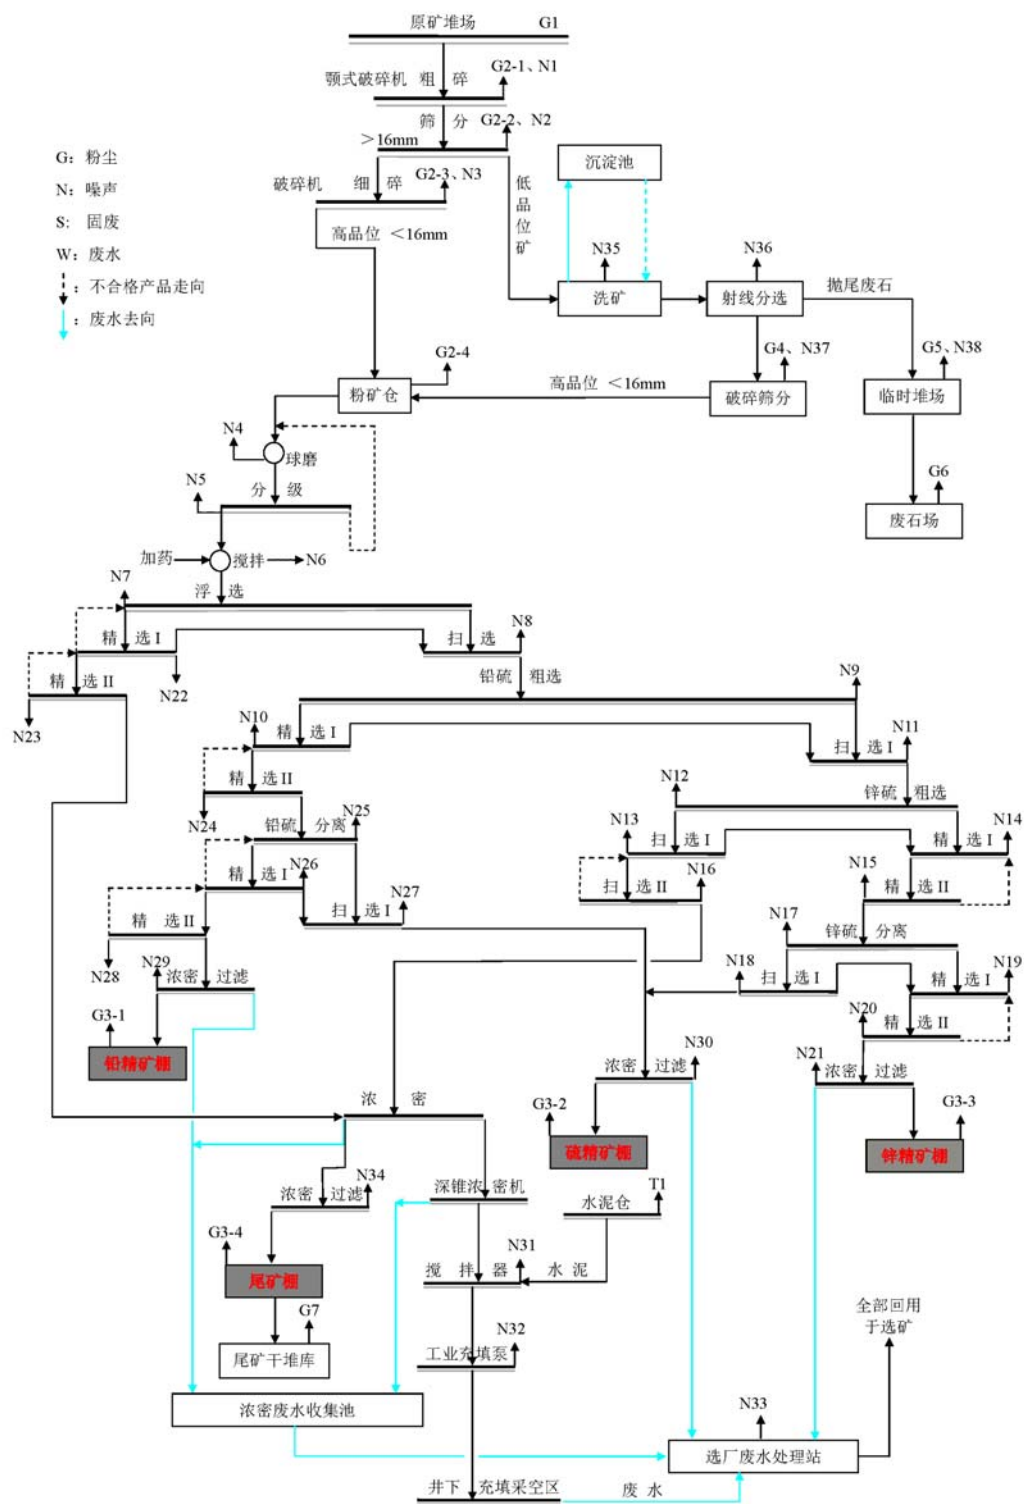 原矿堆场 G1
G2-1、N1
颚式破碎机 粗 碎
筛 分 G2-2、N2
>16mm
沉淀池
G：粉尘
破碎机 细 碎 G2-3、N3
低品位矿
N：噪声
S： 固废
高品位 <16mm
W：废水
N35 N36
：不合格产品走向
洗矿 射线分选 抛尾废石
：废水去向
G2-4 G4、N37 G5、N38
高品位 <16mm
粉矿仓 破碎筛分 临时堆场
N4
球磨
G6
N5 分 级
废石场
加药 搅拌 N6
N7 浮 选
精 选 I 扫 选 N8
铅硫 粗选
精 选 II N22
N9
N23
N10 精 选 I N11
扫 选 I
精 选 II N12 锌硫 粗选
N24 铅硫 分离 N25 N13 N14
扫 选 I 精 选 I
精 选 I N26 N16 N15
扫 选 II 精 选 II
N27
扫 选 I
精 选 II N17 锌硫 分离
N28 N29 浓密 过滤 N18 扫 选 I 精 选 I N19
N20 精 选 II
G3-1
铅精矿棚
N30 N21
浓密 过滤 浓密 过滤
浓 密
G3-2 G3-3
硫精矿棚 锌精矿棚
浓密 过滤 N34 深锥浓密机 水泥仓 T1
G3-4
N31
尾矿棚 搅 拌 器 水 泥
G7
全部回用
于选矿
N32
尾矿干堆库 工业充填泵
浓密废水收集池 N33
选厂废水处理站
井下 充填采空区 废 水